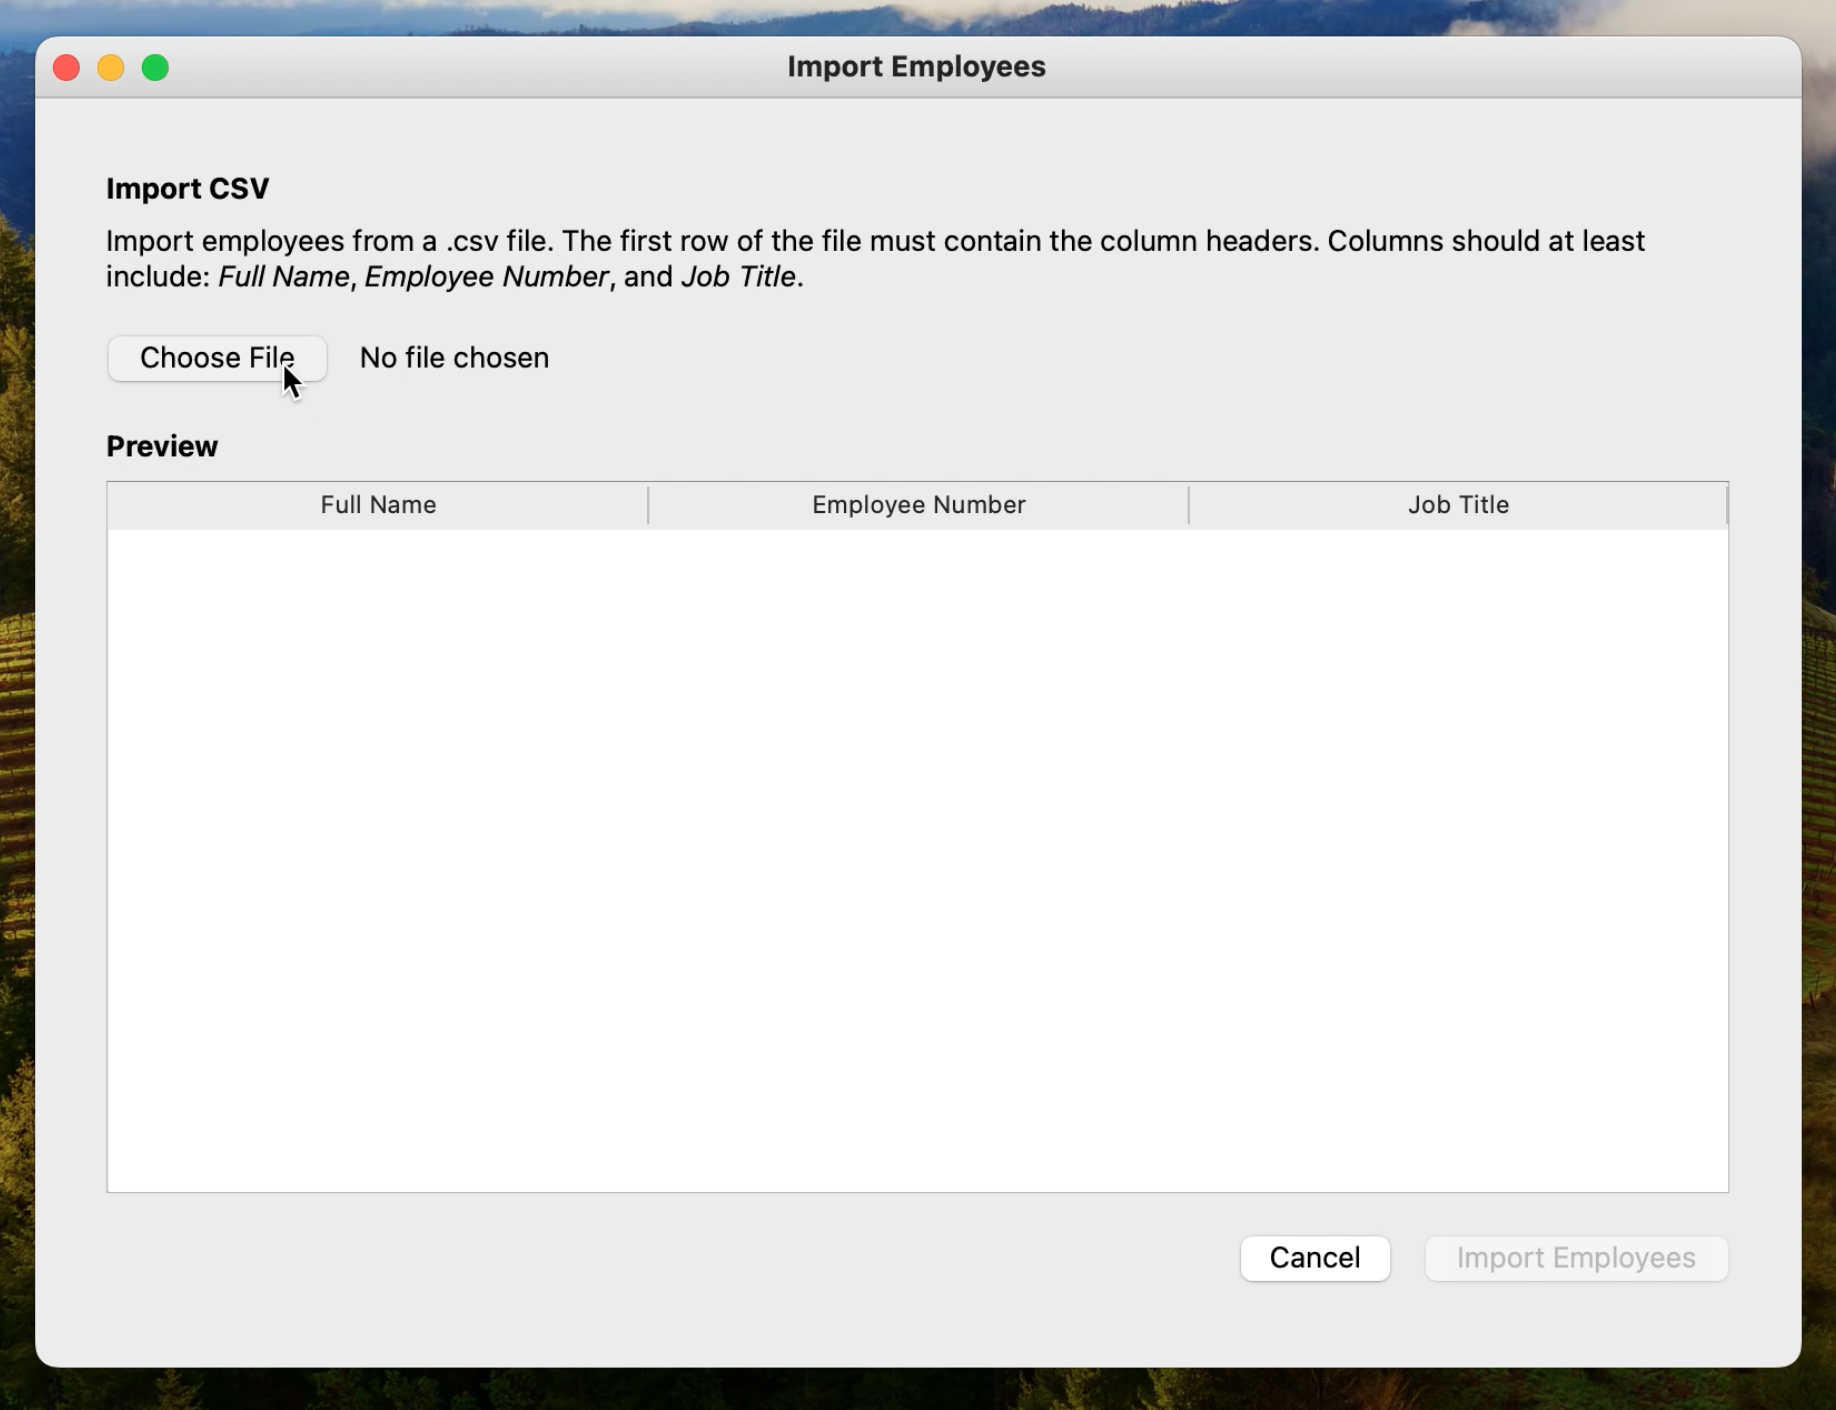 Import Employees
Import CSV
Import employees from a .csv file. The first row of the file must contain the column headers. Columns should at least
include: Full Name, Employee Number, and Job Title.
Choose File No file chosen
Preview
Full Name Employee Number Job Title
Cancel Import Employees